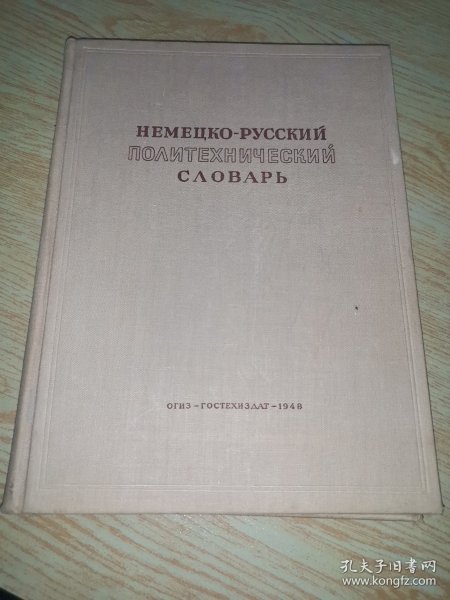 НЕМЕЦКО-РУССКИЙ
ПОЛИТЕХНИЧЕСКИЙ
СЛОВАРЬ
ОГИЗ-ГОСТЕХИЗДАТ-1948
孔夫子旧书网
www.kongfz.com